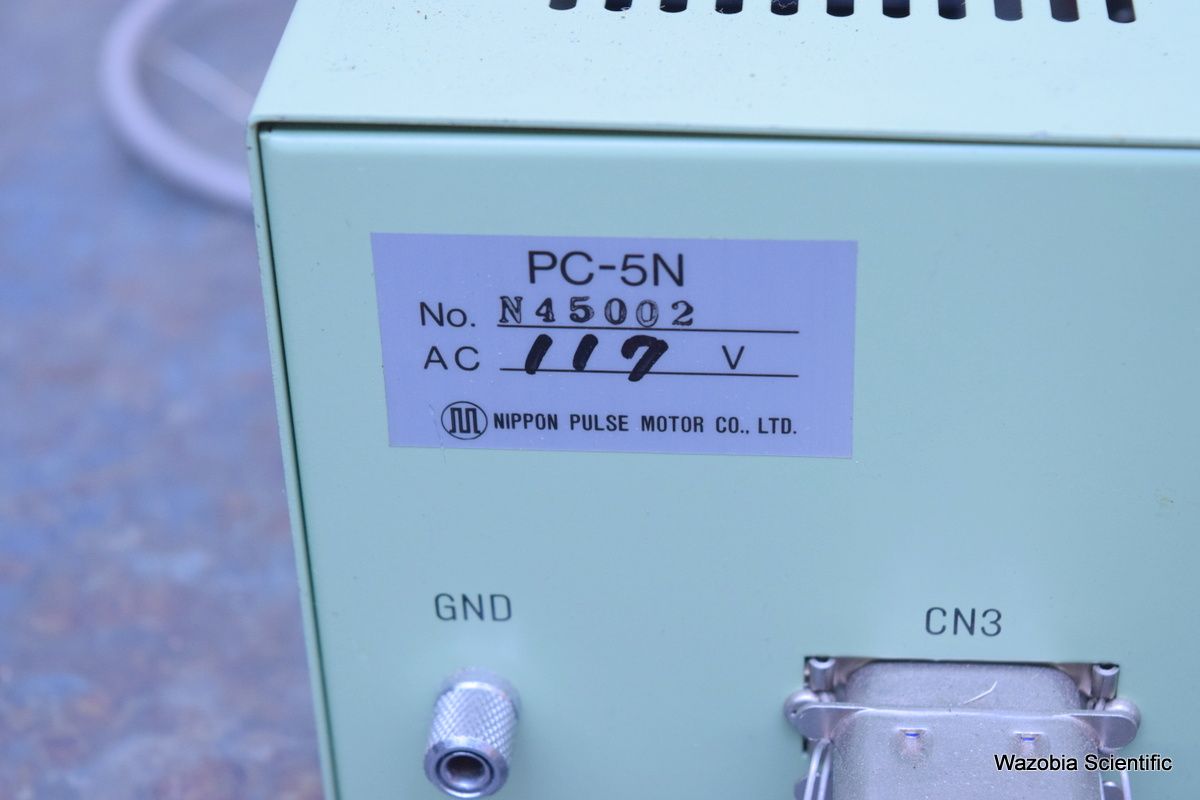 PC-5N
No. N45002
AC 117 V
NIPPON PULSE MOTOR CO., LTD.
GND
CN3
Wazobia Scientific